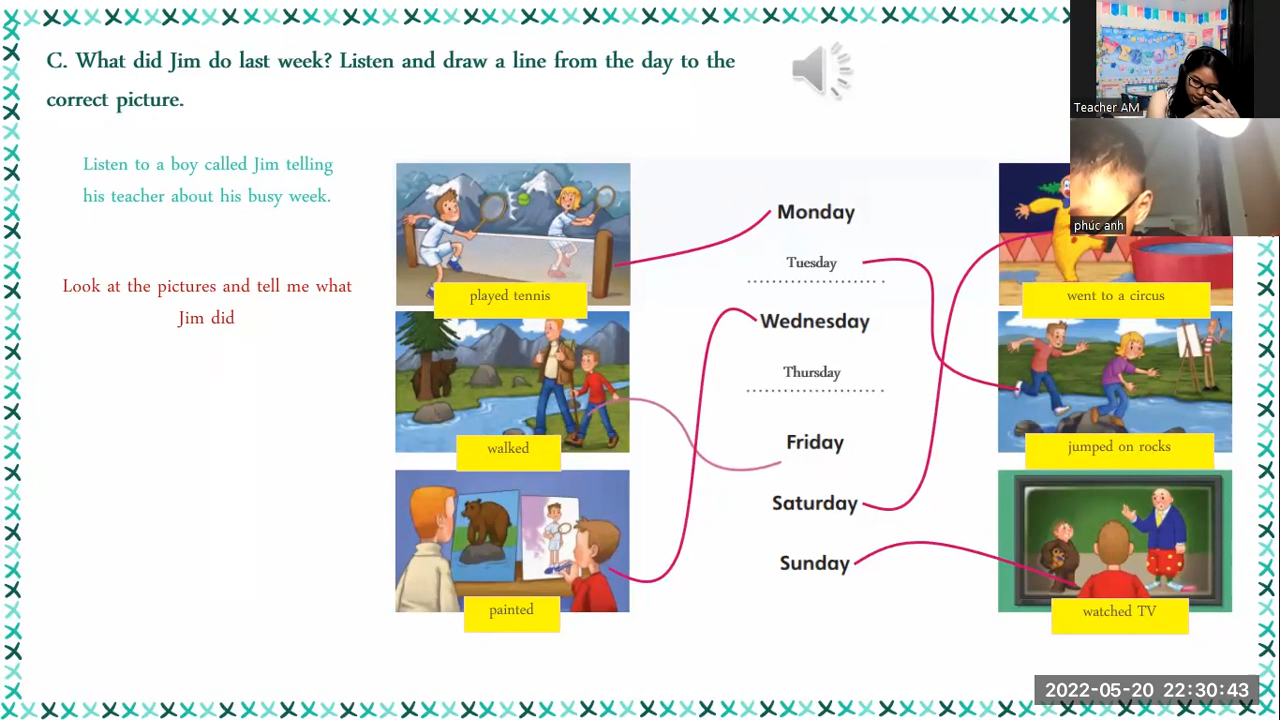 C. What did Jim do last week? Listen and draw a line from the day to the
correct picture.
Teacher AM
phúc anh
Listen to a boy called Jim telling
his teacher about his busy week.
Look at the pictures and tell me what
Jim did
played tennis
walked
painted
Monday
Tuesday
Wednesday
Thursday
Friday
Saturday
Sunday
went to a circus
jumped on rocks
watched TV
2022-05-20 22:30:43